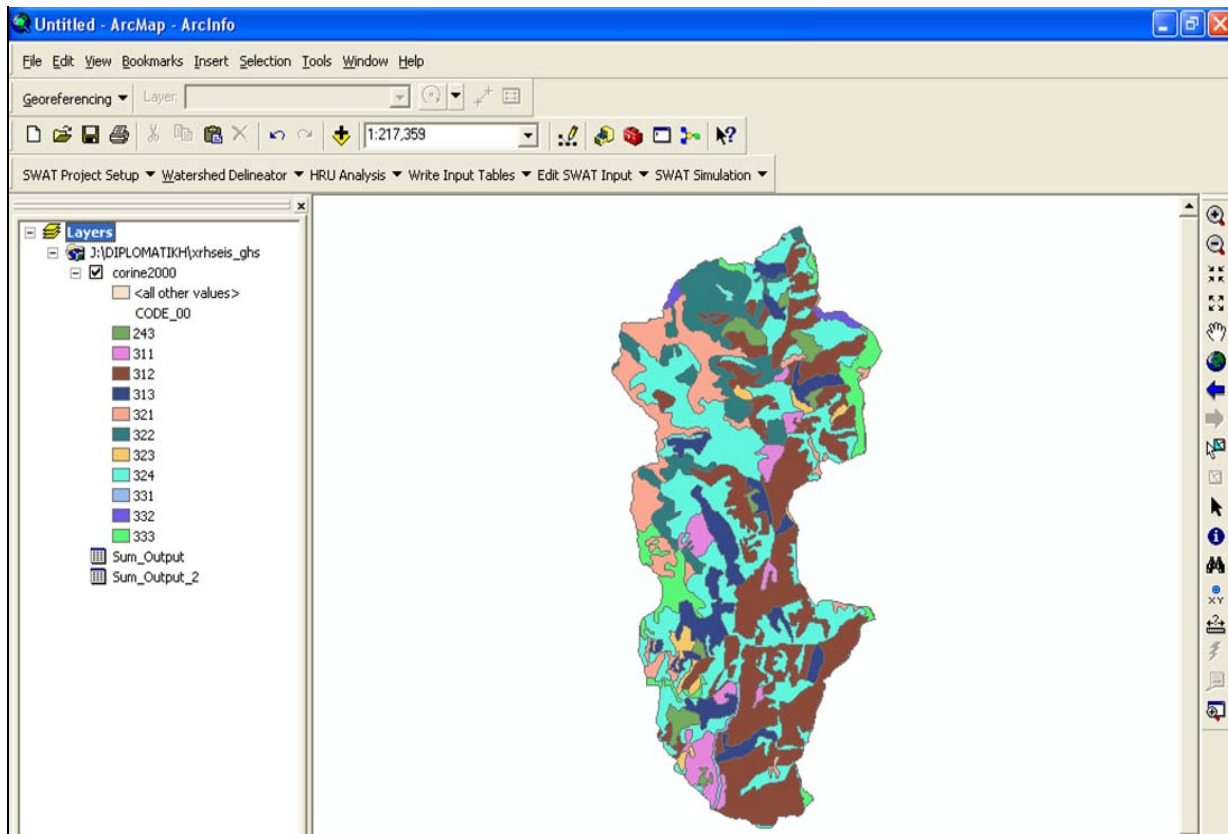 Untitled - ArcMap - ArcInfo
File Edit View Bookmarks Insert Selection Tools Window Help
Georeferencing Layer:
1:217,359
SWAT Project Setup Watershed Delineator HRU Analysis Write Input Tables Edit SWAT Input SWAT Simulation
Layers
J:\DIPLOMATIKH\xrhseis_ghs
corine2000
<all other values>
CODE_00
243
311
312
313
321
322
323
324
331
332
333
Sum_Output
Sum_Output_2
XY